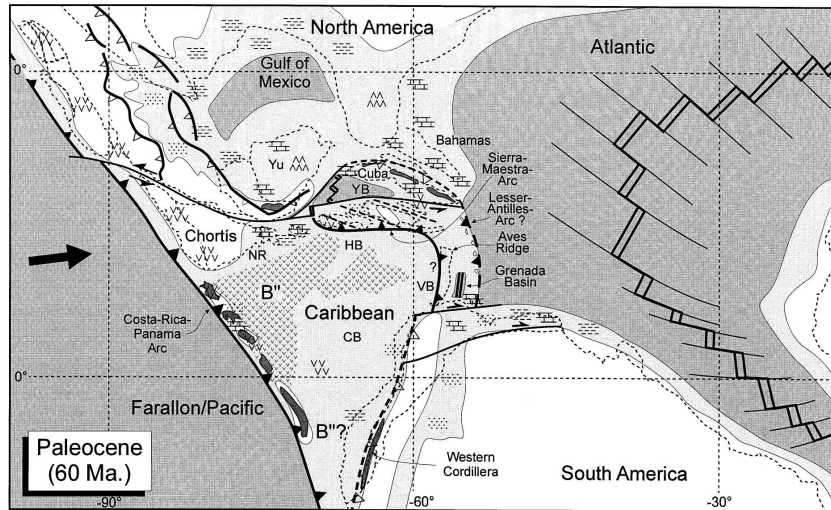 North America
Atlantic
0°
Gulf of
Mexico
Bahamas
Sierra-
Maestra-
Arc
Yu
Cuba
YB
Lesser-
Antilles-
Arc ?
Chortis
Aves
Ridge
NR
HB
?
Grenada
Basin
B"
VB
Caribbean
Costa-Rica-
Panama
Arc
CB
0°
Farallon/Pacific
B"?
Paleocene
(60 Ma.)
Western
Cordillera
South America
-90°
-60°
-30°